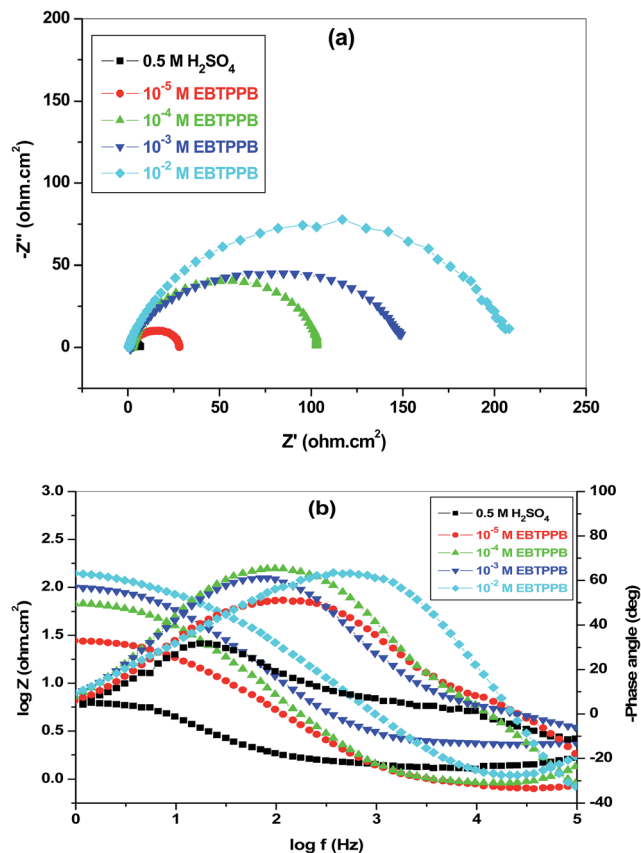 (a)
200
150
100
50
0
0.5 M H₂SO₄
10⁻⁵ M EBTPPB
10⁻⁴ M EBTPPB
10⁻³ M EBTPPB
10⁻² M EBTPPB
-Z" (ohm.cm²)
0 50 100 150 200 250
Z' (ohm.cm²)
(b)
3.0
2.5
2.0
1.5
1.0
0.5
0.0
log Z (ohm.cm²)
0.5 M H₂SO₄
10⁻⁵ M EBTPPB
10⁻⁴ M EBTPPB
10⁻³ M EBTPPB
10⁻² M EBTPPB
100
80
60
40
20
0
-20
-30
-40
-Phase angle (deg)
0 1 2 3 4 5
log f (Hz)